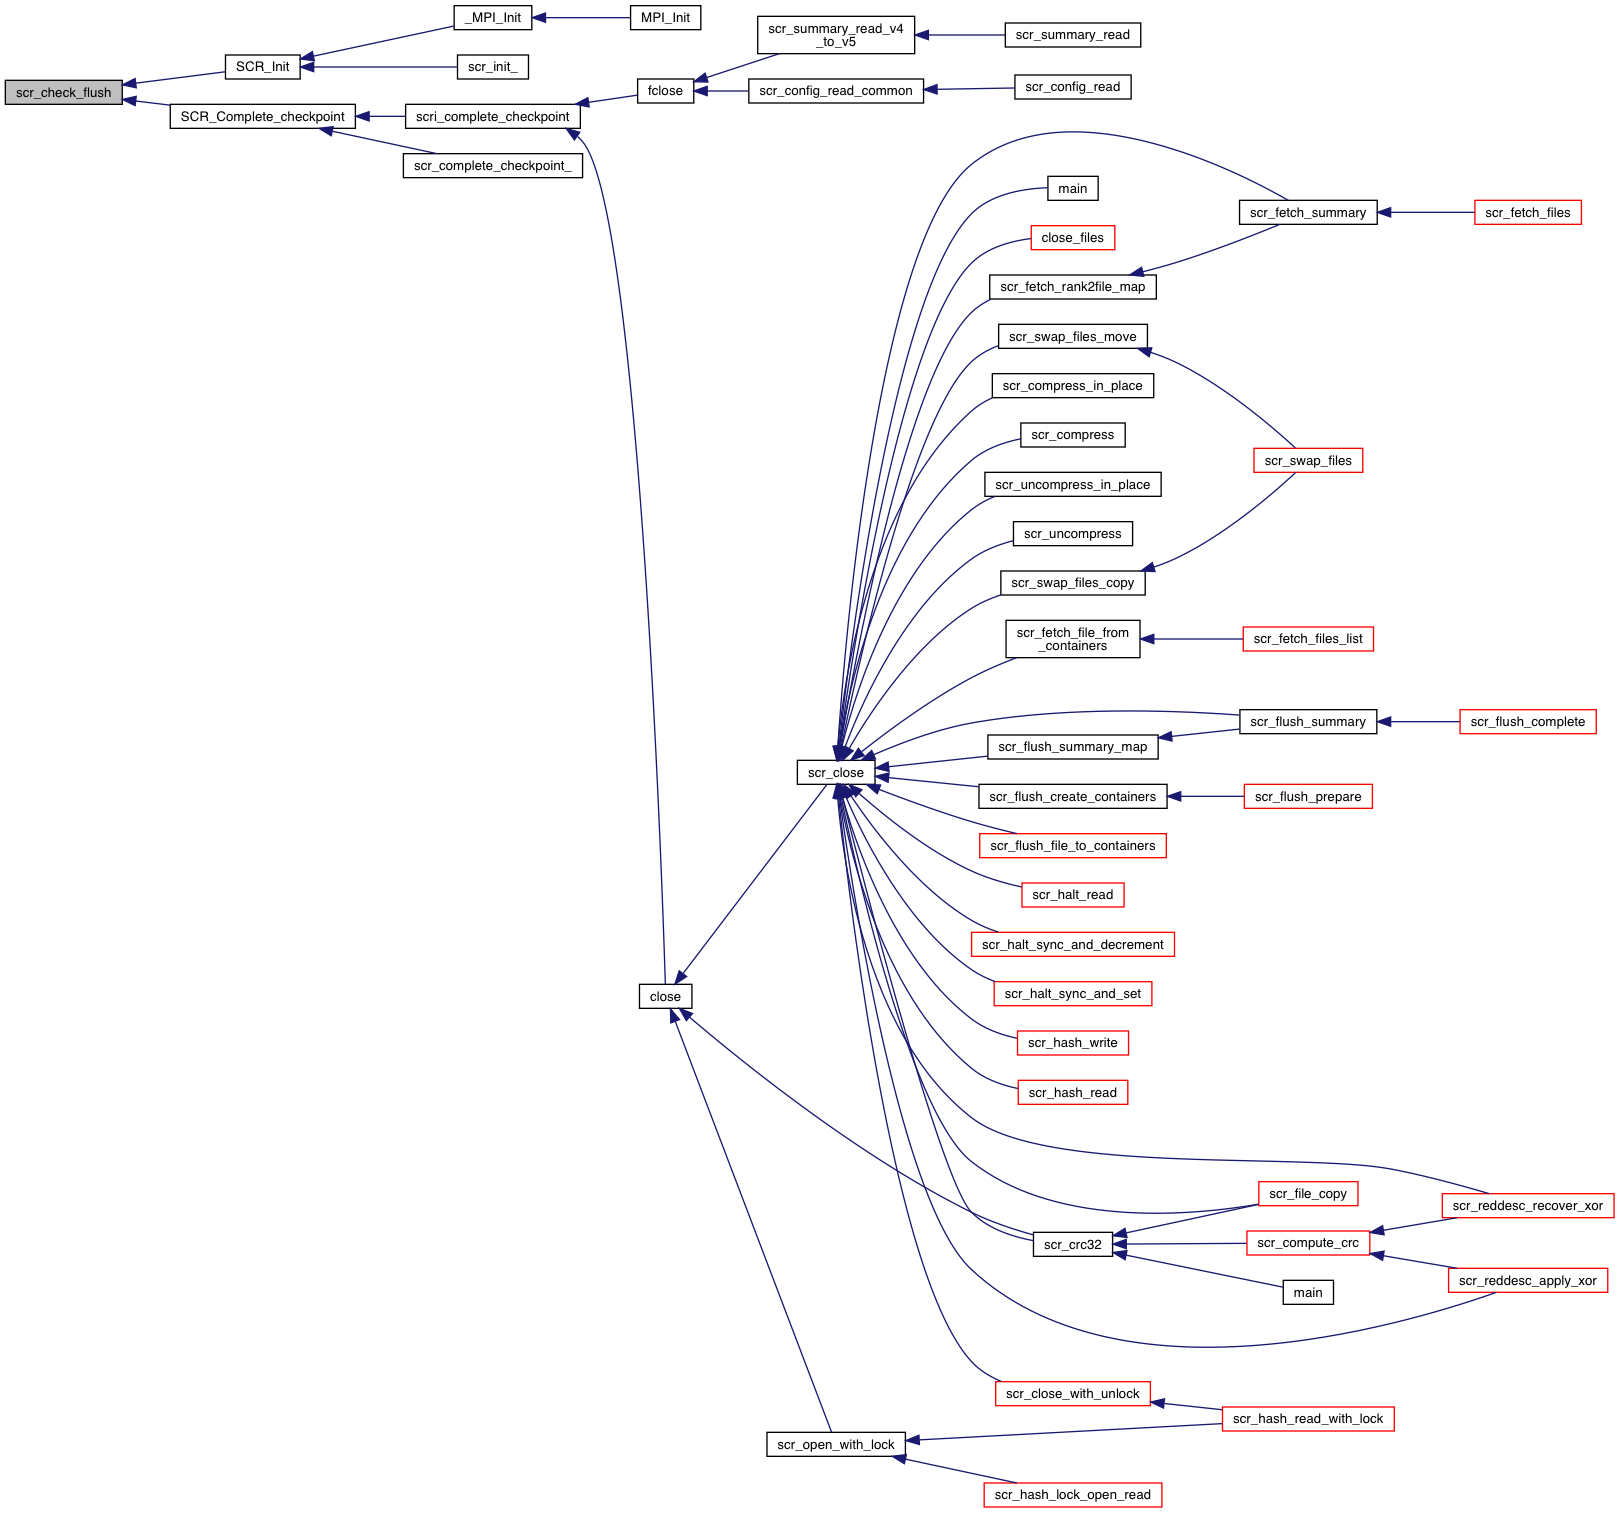 _MPI_Init
MPI_Init
scr_summary_read_v4
_to_v5
scr_summary_read
SCR_Init
scr_init_
scr_check_flush
fclose
scr_config_read_common
scr_config_read
SCR_Complete_checkpoint
scri_complete_checkpoint
scr_complete_checkpoint_
main
scr_fetch_summary
scr_fetch_files
close_files
scr_fetch_rank2file_map
scr_swap_files_move
scr_compress_in_place
scr_compress
scr_swap_files
scr_uncompress_in_place
scr_uncompress
scr_swap_files_copy
scr_fetch_file_from
_containers
scr_fetch_files_list
scr_flush_summary
scr_flush_complete
scr_flush_summary_map
scr_close
scr_flush_create_containers
scr_flush_prepare
scr_flush_file_to_containers
scr_halt_read
scr_halt_sync_and_decrement
close
scr_halt_sync_and_set
scr_hash_write
scr_hash_read
scr_file_copy
scr_reddesc_recover_xor
scr_crc32
scr_compute_crc
scr_reddesc_apply_xor
main
scr_close_with_unlock
scr_hash_read_with_lock
scr_open_with_lock
scr_hash_lock_open_read